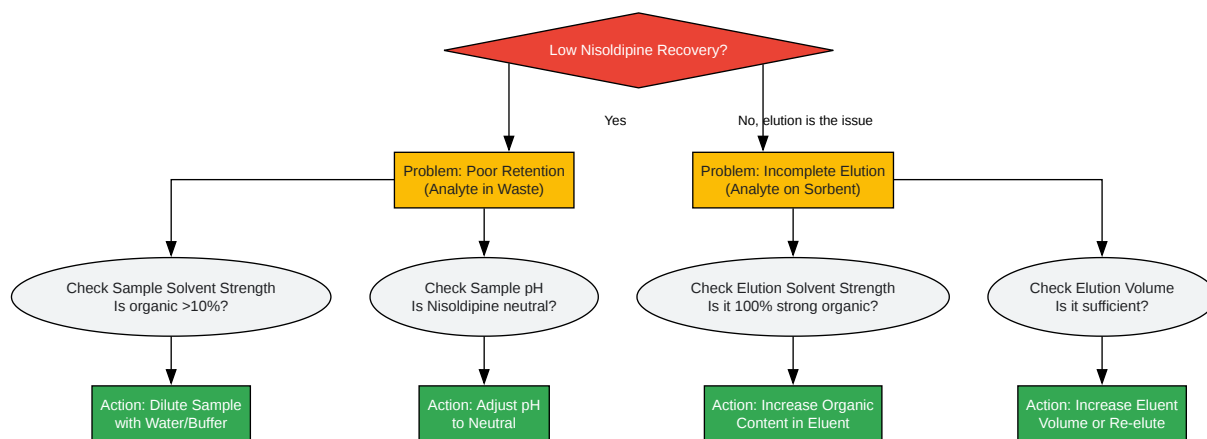 Low Nisoldipine Recovery?
Yes
No, elution is the issue
Problem: Poor Retention
(Analyte in Waste)
Problem: Incomplete Elution
(Analyte on Sorbent)
Check Sample Solvent Strength
Is organic >10%?
Check Sample pH
Is Nisoldipine neutral?
Check Elution Solvent Strength
Is it 100% strong organic?
Check Elution Volume
Is it sufficient?
Action: Dilute Sample
with Water/Buffer
Action: Adjust pH
to Neutral
Action: Increase Organic
Content in Eluent
Action: Increase Eluent
Volume or Re-elute